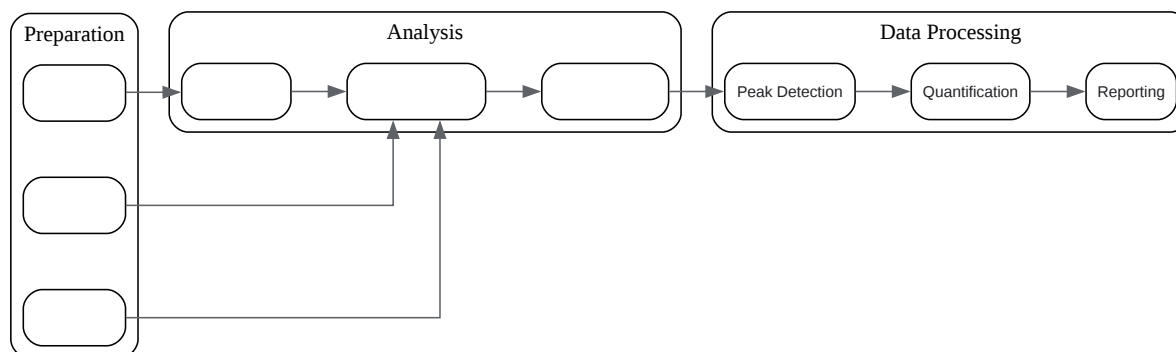 Preparation
Analysis
Data Processing
Peak Detection
Quantification
Reporting